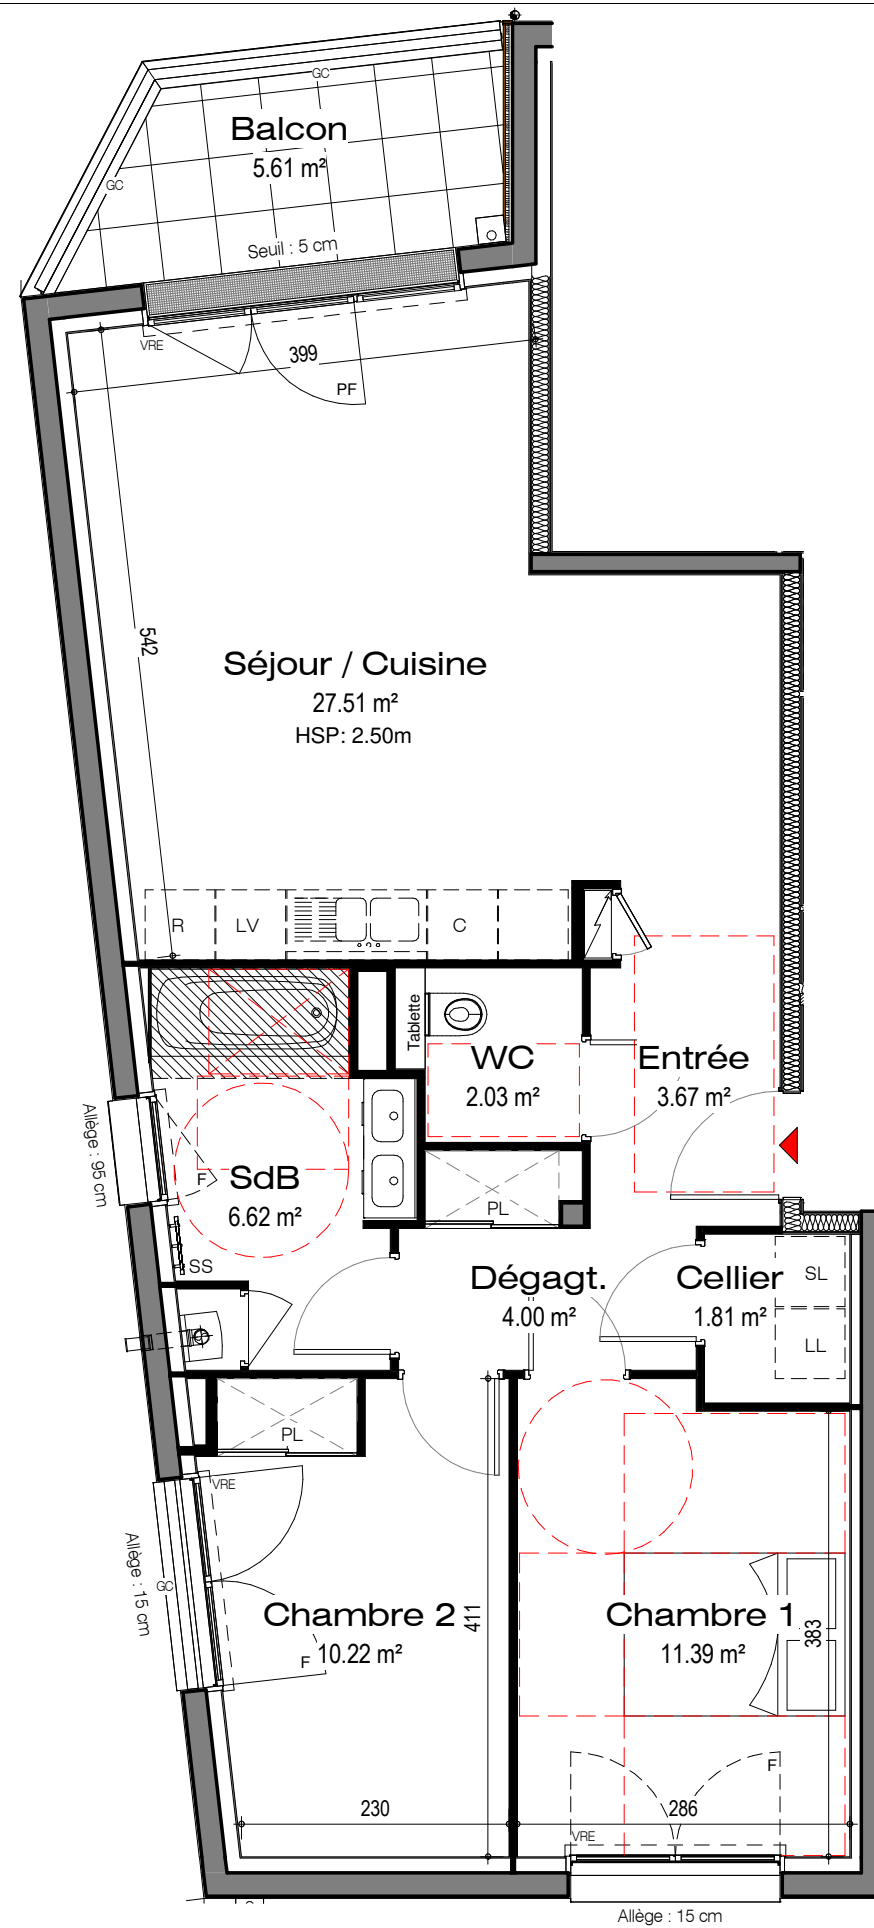 GC
Balcon
5.61 m²
GC
Seuil : 5 cm
VRE
399
PF
542
Séjour / Cuisine
27.51 m²
HSP: 2.50m
R
LV
C
Tablette
WC
2.03 m²
Entrée
3.67 m²
Allège : 95 cm
F
SdB
6.62 m²
PL
SS
Dégagt.
4.00 m²
Cellier
1.81 m²
SL
LL
PL
VRE
Allège : 15 cm
GC
Chambre 2
10.22 m²
F
411
Chambre 1
11.39 m²
383
F
230
286
VRE
Allège : 15 cm